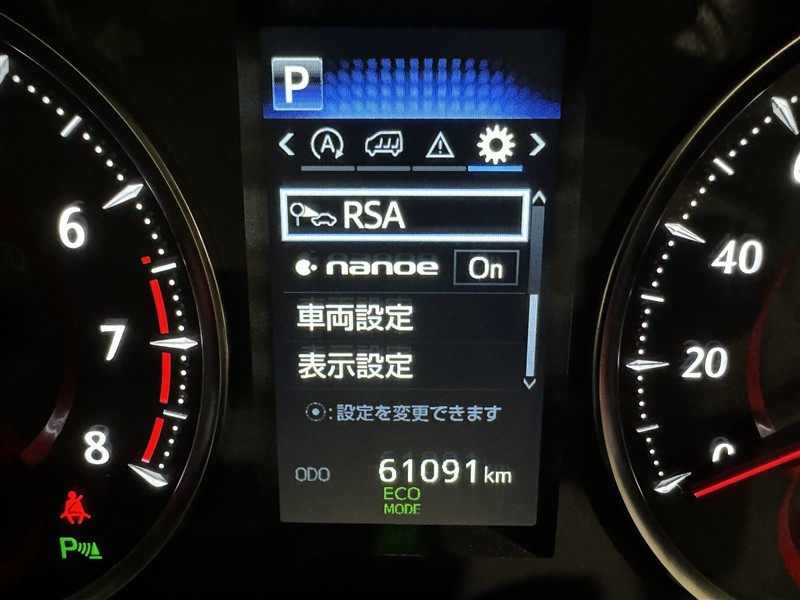 P
A
RSA
nanoe On
車両設定
表示設定
:設定を変更できます
ODO 61091km
ECO
MODE
6
7
8
P
40
20
0